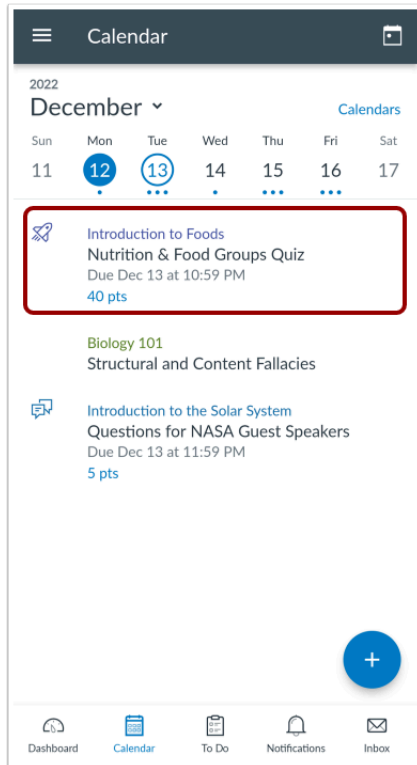 Calendar
2022
December
Calendars
Sun Mon Tue Wed Thu Fri Sat
11 12 13 14 15 16 17
Introduction to Foods
Nutrition & Food Groups Quiz
Due Dec 13 at 10:59 PM
40 pts
Biology 101
Structural and Content Fallacies
Introduction to the Solar System
Questions for NASA Guest Speakers
Due Dec 13 at 11:59 PM
5 pts
Dashboard Calendar To Do Notifications Inbox